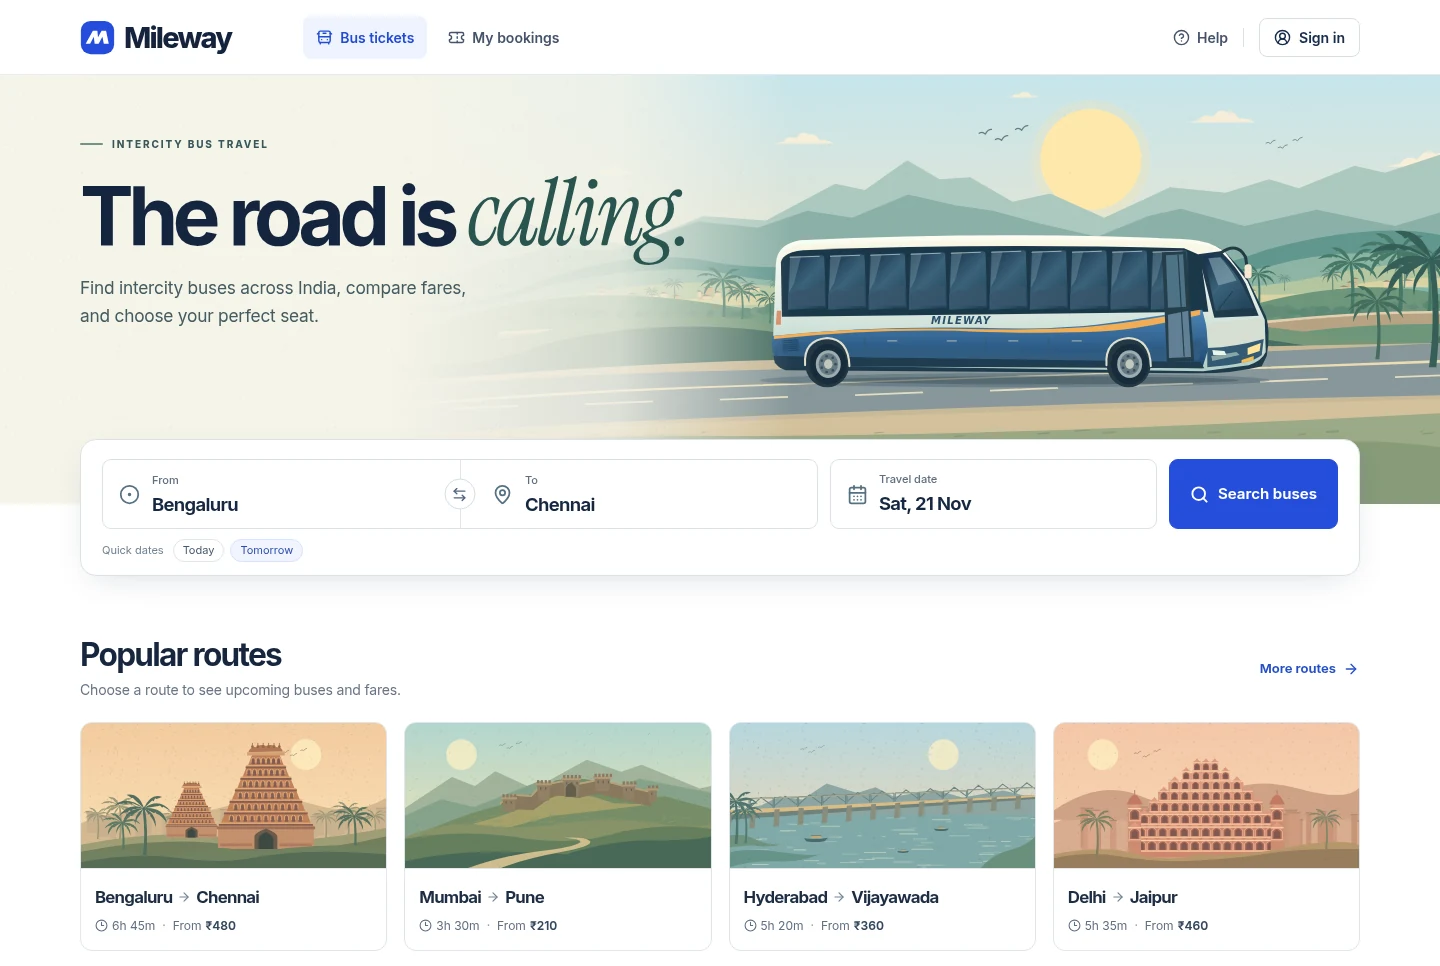 Mileway
Bus tickets
My bookings
Help
Sign in
INTERCITY BUS TRAVEL
The road is calling.
Find intercity buses across India, compare fares,
and choose your perfect seat.
MILEWAY
From
Bengaluru
To
Chennai
Travel date
Sat, 21 Nov
Search buses
Quick dates
Today
Tomorrow
Popular routes
Choose a route to see upcoming buses and fares.
More routes →
Bengaluru → Chennai
6h 45m · From ₹480
Mumbai → Pune
3h 30m · From ₹210
Hyderabad → Vijayawada
5h 20m · From ₹360
Delhi → Jaipur
5h 35m · From ₹460